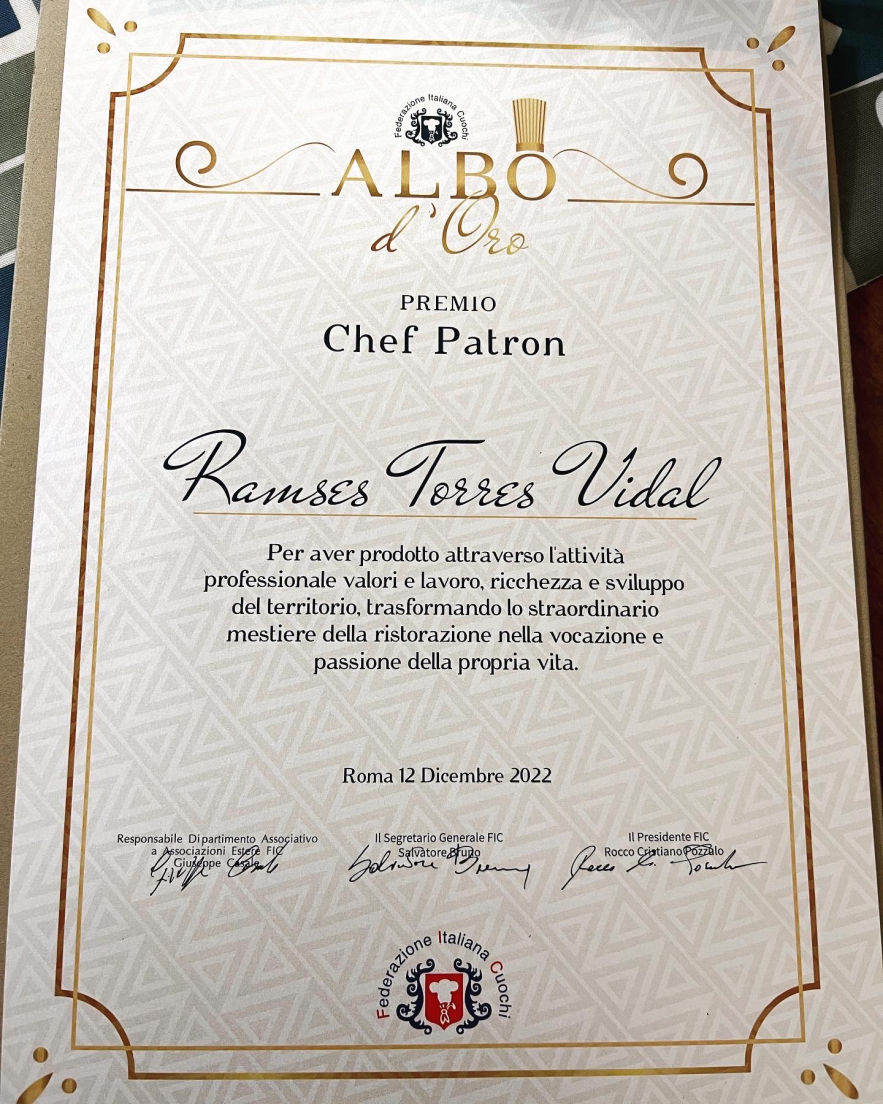 Federazione Italiana Cuochi
ALBO
d'Oro
PREMIO
Chef Patron
Ramses Torres Vidal
Per aver prodotto attraverso l'attività
professionale valori e lavoro, ricchezza e sviluppo
del territorio, trasformando lo straordinario
mestiere della ristorazione nella vocazione e
passione della propria vita.
Roma 12 Dicembre 2022
Responsabile Dipartimento Associativo
a Associazioni Estere FIC
Giuseppe Casale
Il Segretario Generale FIC
Salvatore Bruno
Il Presidente FIC
Rocco Cristiano Pozzulo
Federazione Italiana Cuochi